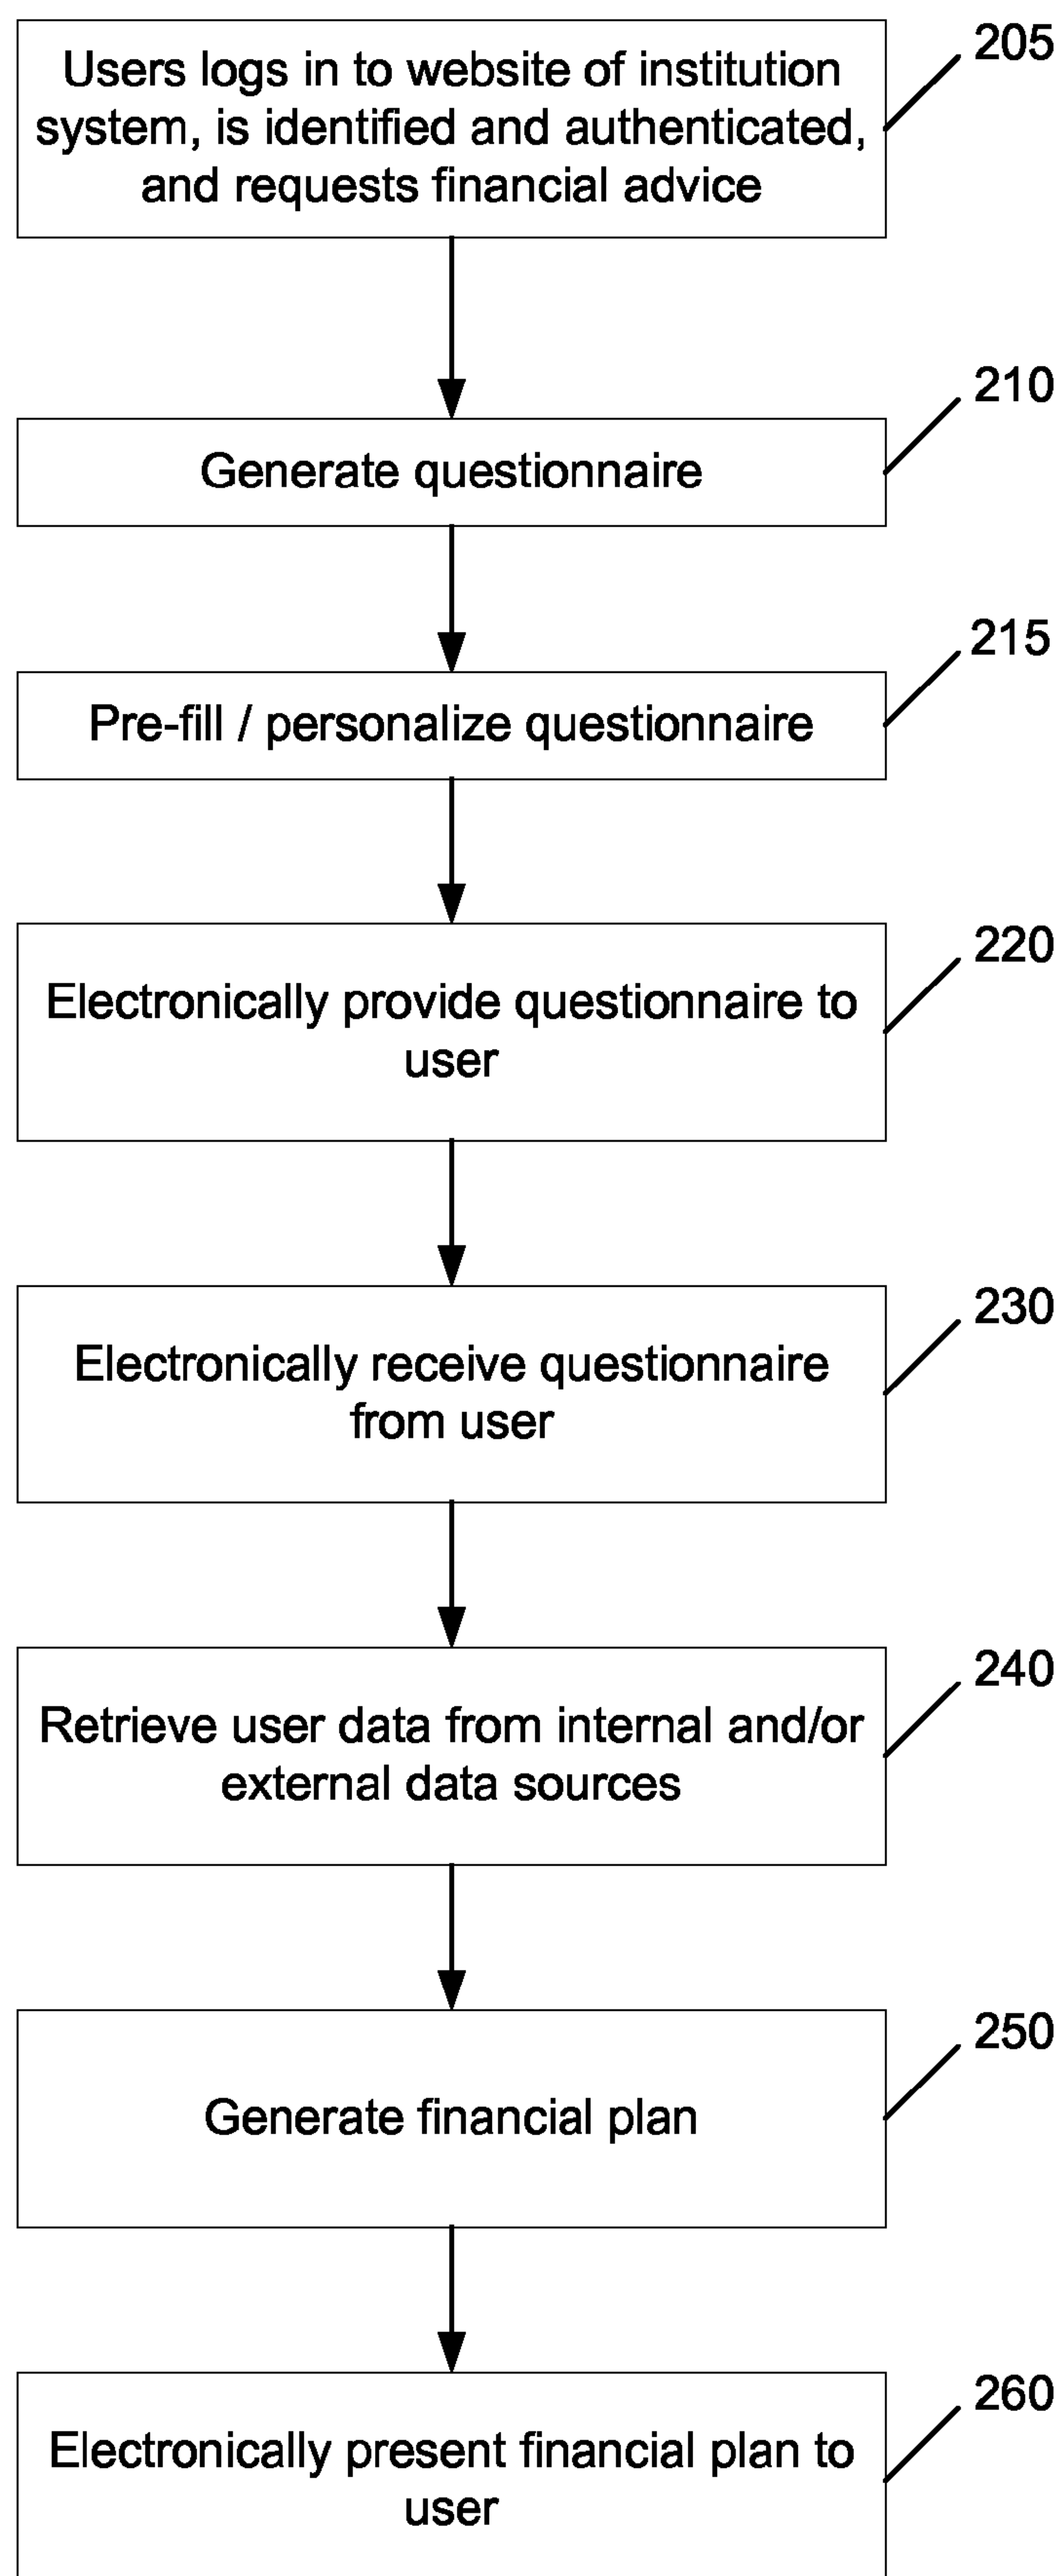 Users logs in to website of institution
system, is identified and authenticated,
and requests financial advice
205
Generate questionnaire
210
Pre-fill / personalize questionnaire
215
Electronically provide questionnaire to
user
220
Electronically receive questionnaire
from user
230
Retrieve user data from internal and/or
external data sources
240
Generate financial plan
250
Electronically present financial plan to
user
260